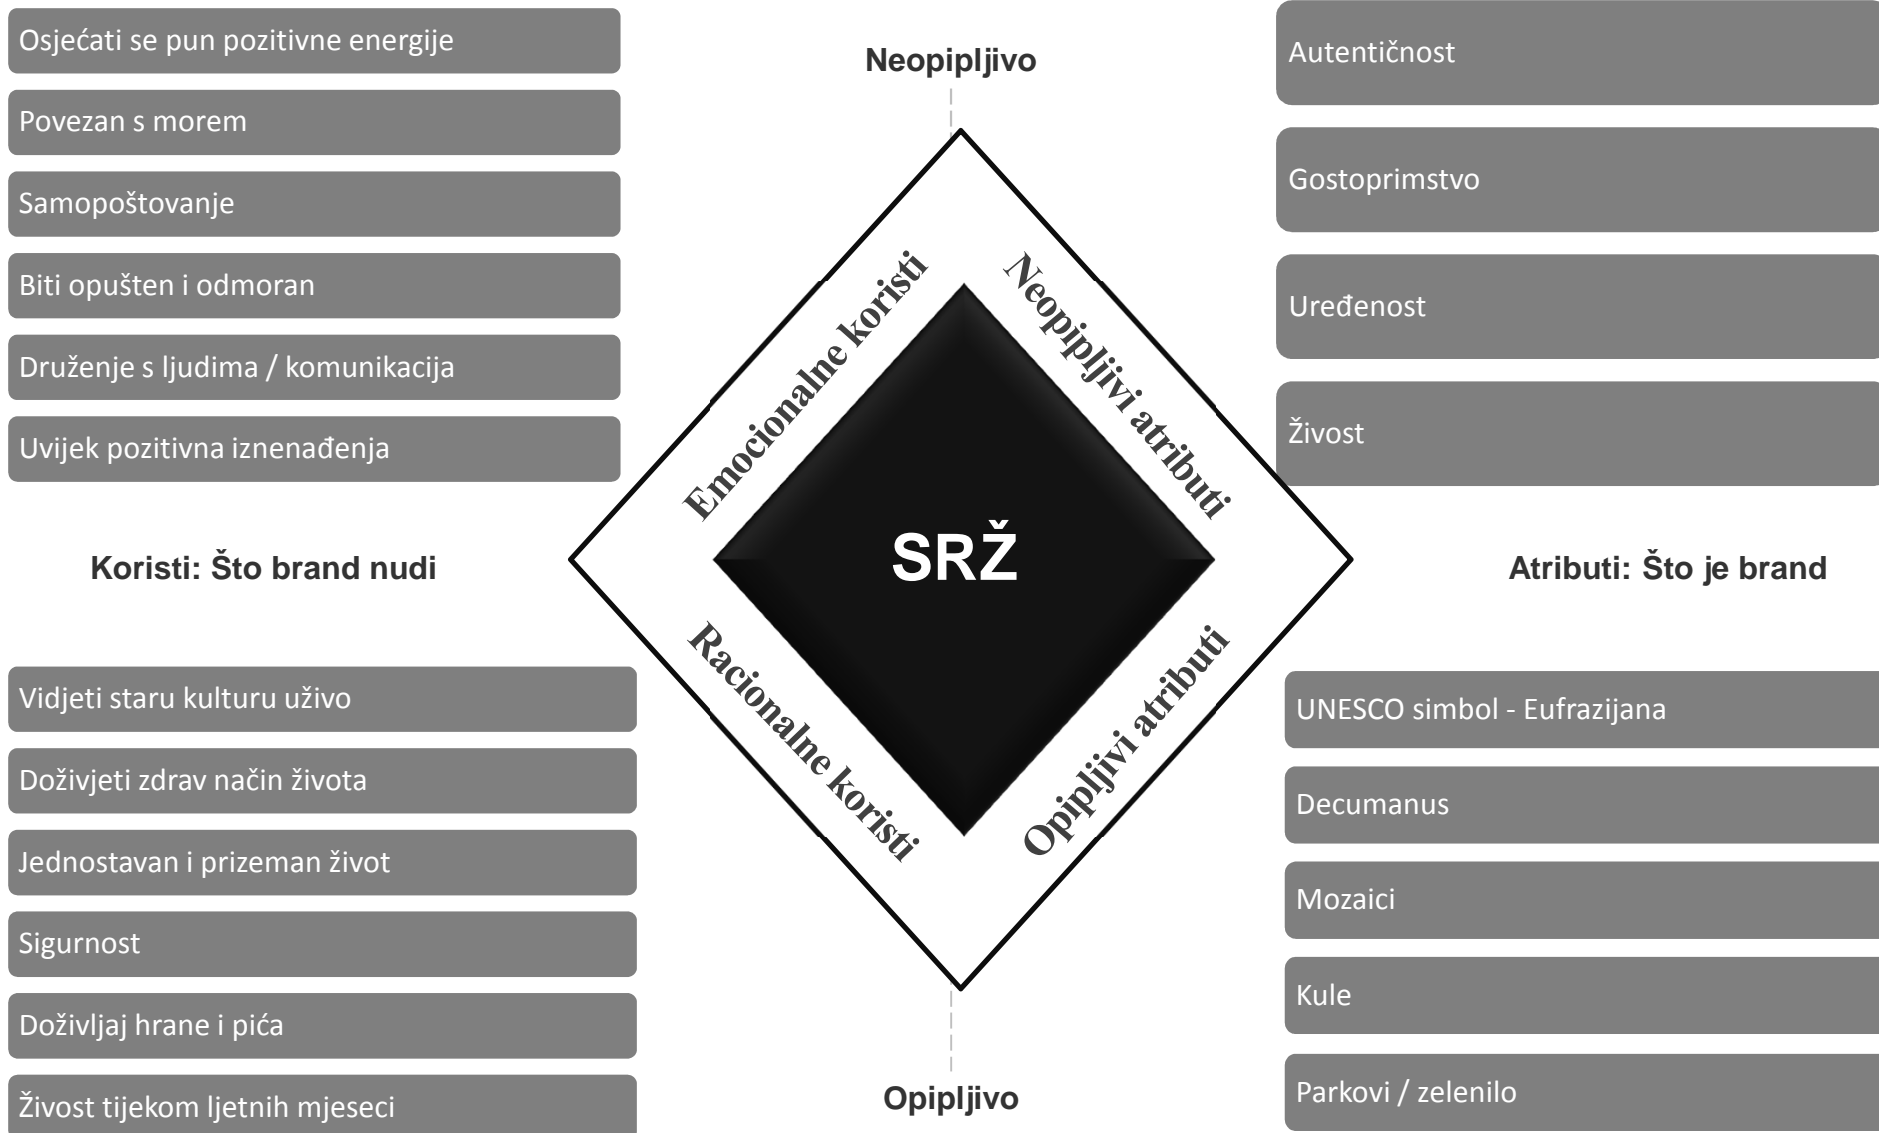 Osjećati se pun pozitivne energije
Povezan s morem
Samopoštovanje
Biti opušten i odmoran
Druženje s ljudima / komunikacija
Uvijek pozitivna iznenađenja
Neopipljivo
Autentičnost
Gostoprimstvo
Uređenost
Živost
Emocionalne koristi
Neopipljivi atributi
Koristi: Što brand nudi
SRŽ
Atributi: Što je brand
Racionalne koristi
Opipljivi atributi
Vidjeti staru kulturu uživo
Doživjeti zdrav način života
Jednostavan i prizeman život
Sigurnost
Doživljaj hrane i pića
Živost tijekom ljetnih mjeseci
Opipljivo
UNESCO simbol - Eufrazijana
Decumanus
Mozaici
Kule
Parkovi / zelenilo